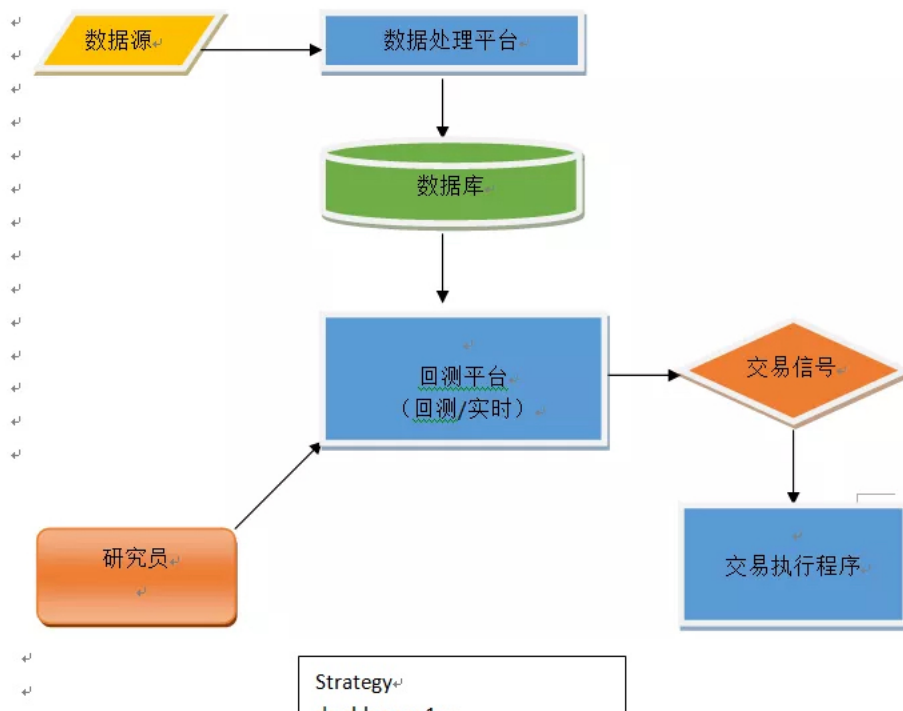 数据源
数据处理平台
数据库
回测平台
（回测/实时）
交易信号
研究员
交易执行程序
Strategy